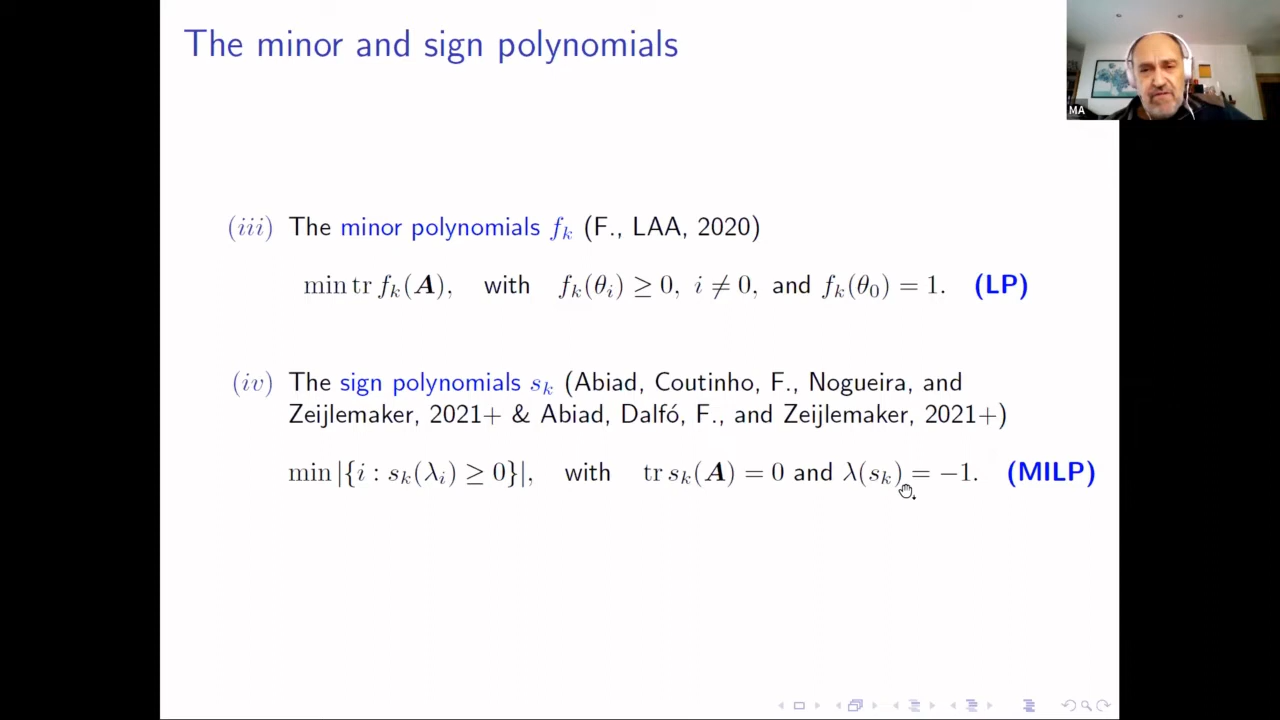 The minor and sign polynomials
MA
(iii) The minor polynomials fₖ (F., LAA, 2020)
min tr fₖ(A), with fₖ(θᵢ) ≥ 0, i ≠ 0, and fₖ(θ₀) = 1. (LP)
(iv) The sign polynomials sₖ (Abiad, Coutinho, F., Nogueira, and
Zeijlemaker, 2021+ & Abiad, Dalfó, F., and Zeijlemaker, 2021+)
min |{i : sₖ(λᵢ) ≥ 0}|, with tr sₖ(A) = 0 and λ(sₖ) = −1. (MILP)